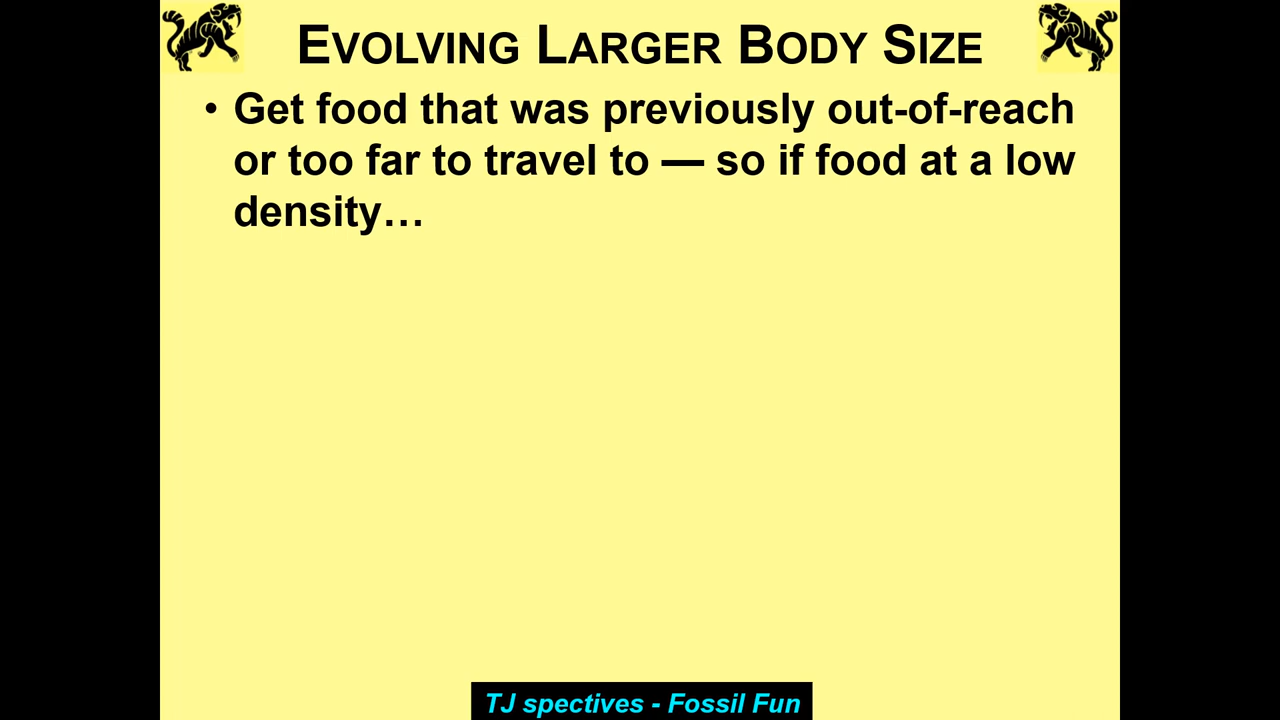 EVOLVING LARGER BODY SIZE
• Get food that was previously out-of-reach
or too far to travel to — so if food at a low
density…
TJ spectives - Fossil Fun